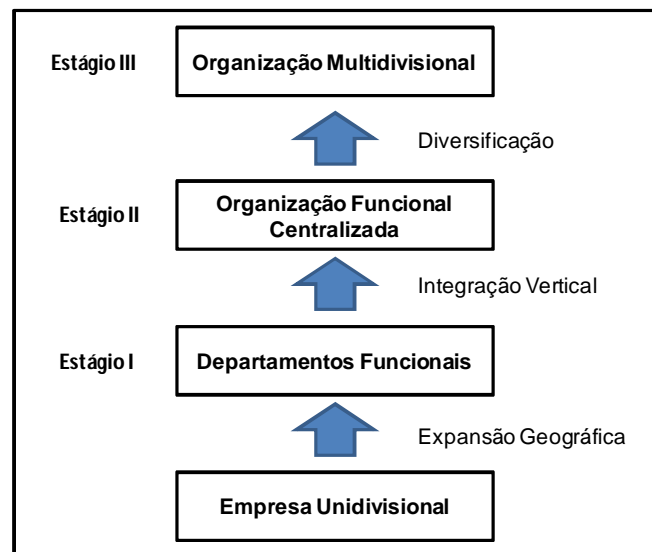 Estágio III
Organização Multidivisional
Diversificação
Estágio II
Organização Funcional
Centralizada
Integração Vertical
Estágio I
Departamentos Funcionais
Expansão Geográfica
Empresa Unidivisional